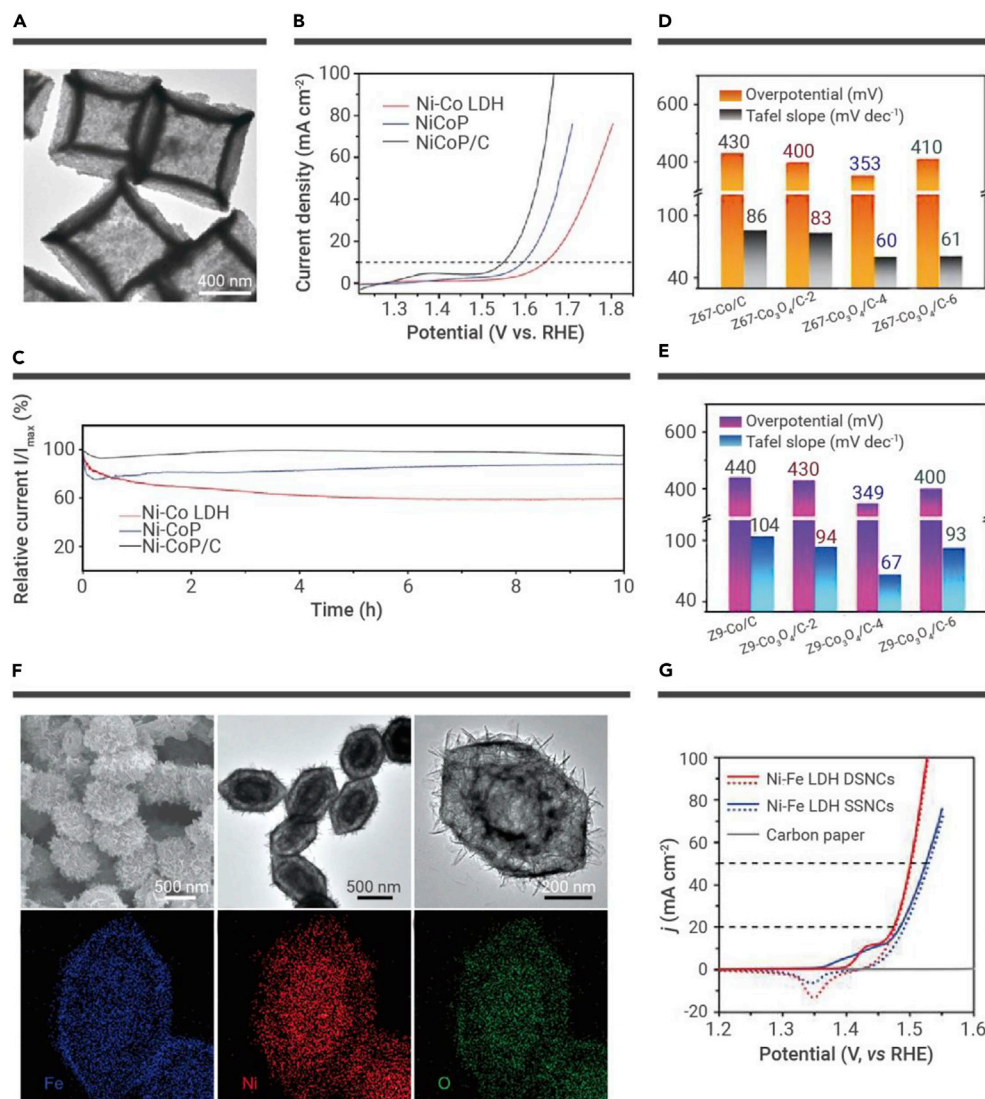 A
400 nm
B
Current density (mA cm⁻²)
100
80
60
40
20
10
0
Ni-Co LDH
NiCoP
NiCoP/C
1.3 1.4 1.5 1.6 1.7 1.8
Potential (V vs. RHE)
C
Relative current I/Imax (%)
100
60
20
Ni-Co LDH
Ni-CoP
Ni-CoP/C
0 2 4 6 8 10
Time (h)
D
600
400
100
40
Overpotential (mV)
Tafel slope (mV dec⁻¹)
430 400 353 410
86 83 60 61
Z67-Co/C
Z67-Co₃O₄/C-2
Z67-Co₃O₄/C-4
Z67-Co₃O₄/C-6
E
600
400
100
40
Overpotential (mV)
Tafel slope (mV dec⁻¹)
440 430 349 400
104 94 67 93
Z9-Co/C
Z9-Co₃O₄/C-2
Z9-Co₃O₄/C-4
Z9-Co₃O₄/C-6
F
500 nm
500 nm
200 nm
Fe
Ni
O
G
j (mA cm⁻²)
100
80
60
40
20
0
-20
Ni-Fe LDH DSNCs
Ni-Fe LDH SSNCs
Carbon paper
1.2 1.3 1.4 1.5 1.6
Potential (V, vs RHE)